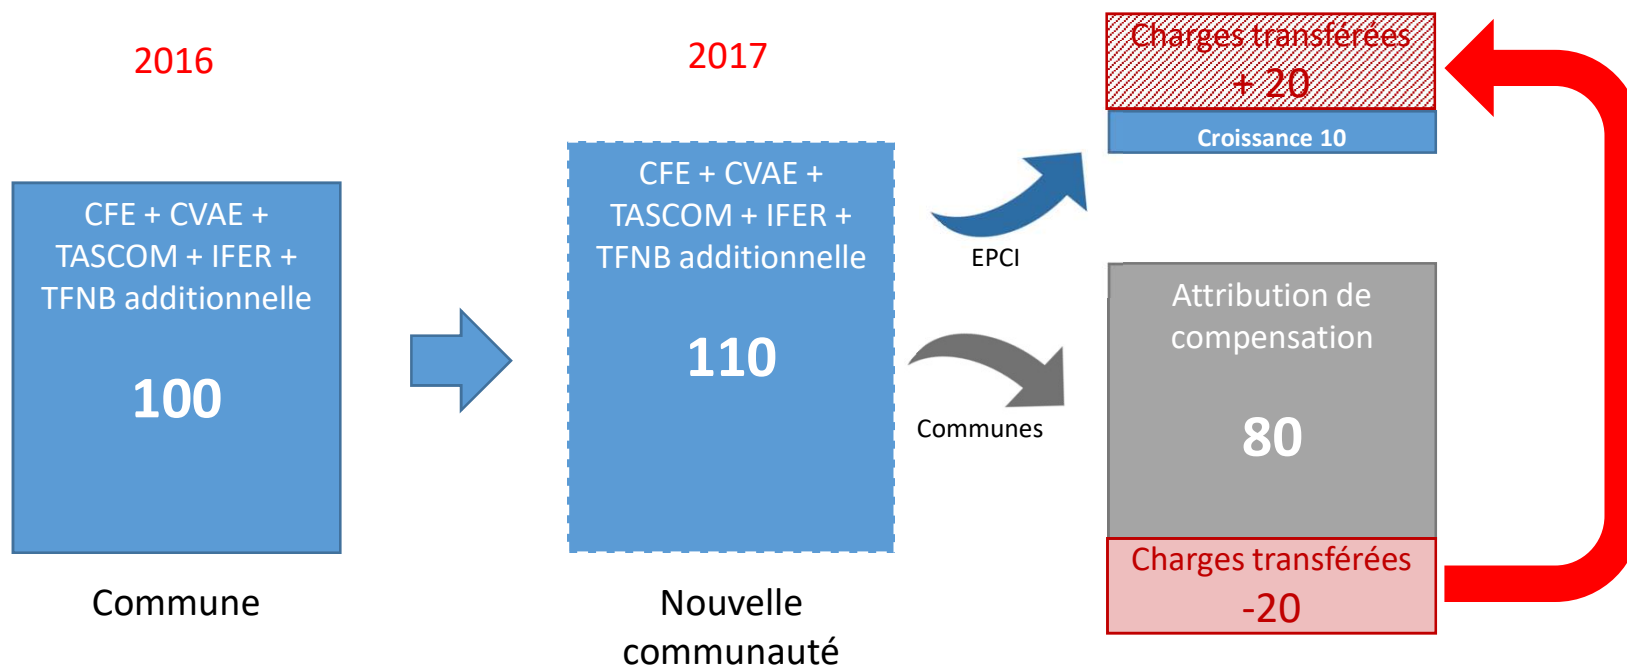 2016
CFE + CVAE +
TASCOM + IFER +
TFNB additionnelle
100
Commune
2017
CFE + CVAE +
TASCOM + IFER +
TFNB additionnelle
110
Nouvelle
communauté
EPCI
Communes
Charges transférées
+ 20
Croissance 10
Attribution de
compensation
80
Charges transférées
-20